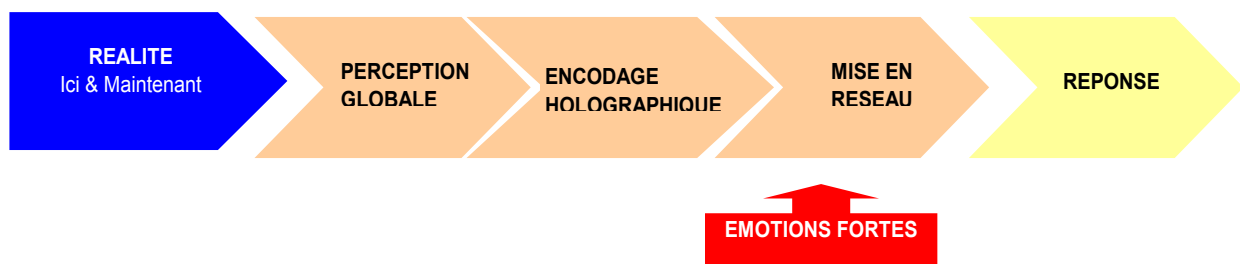 REALITE
Ici & Maintenant
PERCEPTION
GLOBALE
ENCODAGE
HOLOGRAPHIQUE
MISE EN
RESEAU
REPONSE
EMOTIONS FORTES